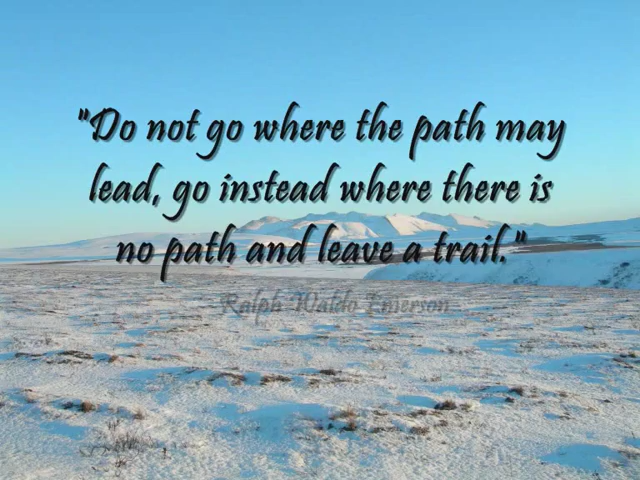 "Do not go where the path may
lead, go instead where there is
no path and leave a trail."
Ralph Waldo Emerson